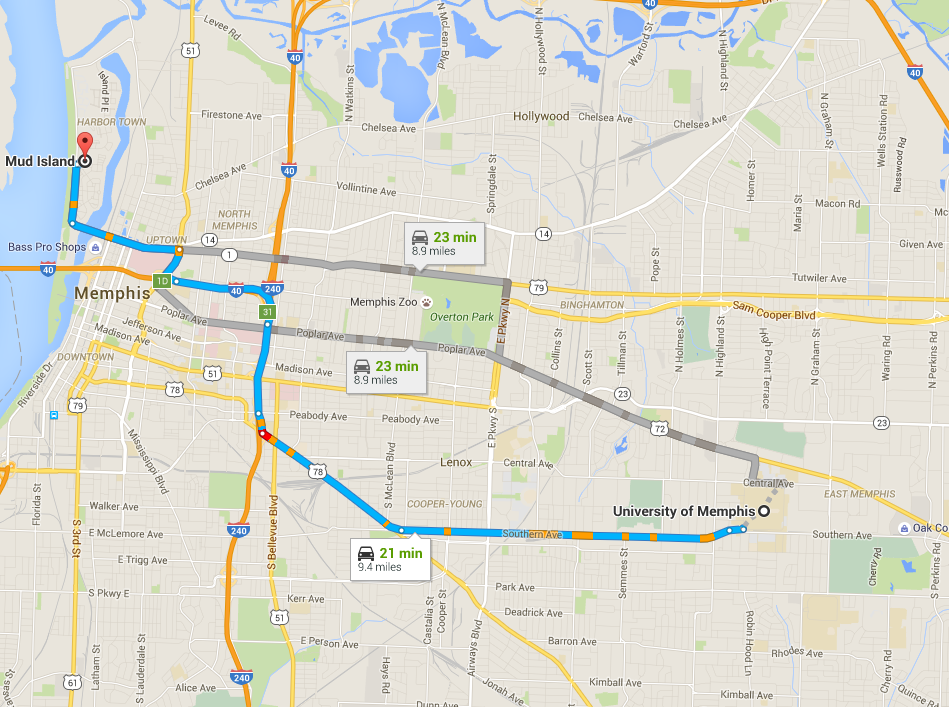 Levee Rd
40
51
40
N McLean Blvd
N Hollywood St
Warford St
N Highland St
40
Island Pl E
N Watkins St
Firestone Ave
HARBOR TOWN
Chelsea Ave
Hollywood
Chelsea Ave
Chelsea Ave
N Graham St
Wells Station Rd
Russwood Rd
Mud Island
Chelsea Ave
40
Vollintine Ave
Springdale St
Homer St
Maria St
Macon Rd
NORTH
MEMPHIS
Bass Pro Shops
UPTOWN
14
1
23 min
8.9 miles
14
Pope St
Given Ave
40
1D
40
240
Tutwiler Ave
79
Memphis
Memphis Zoo
31
Overton Park
E Pkwy N
BINGHAMTON
Sam Cooper Blvd
Poplar Ave
Jefferson Ave
Madison Ave
Poplar Ave
Poplar Ave
DOWNTOWN
Riverside Dr
Madison Ave
23 min
8.9 miles
Collins St
Scott St
Tillman St
N Holmes St
N Highland St
High Point Terrace
N Graham St
Waring Rd
N Perkins Rd
51
78
79
Peabody Ave
Peabody Ave
E Pkwy S
23
23
72
Mississippi Blvd
78
S McLean Blvd
Lenox
Central Ave
Central Ave
EAST MEMPHIS
Florida St
Walker Ave
COOPER-YOUNG
University of Memphis
S 3rd St
E McLemore Ave
240
S Bellevue Blvd
Southern Ave
Southern Ave
Oak Co
E Trigg Ave
21 min
9.4 miles
Semmes St
Cherry Rd
S Perkins Rd
S Pkwy E
Kerr Ave
Park Ave
51
Castalia St
Cooper St
Deadrick Ave
Airways Blvd
E Person Ave
Barron Ave
Robin Hood Ln
Rhodes Ave
61
Latham St
S Lauderdale St
240
Alice Ave
Hays Rd
Jonah Ave
Kimball Ave
Kimball Ave
Cherry Rd
Dunn Ave
Quince Rd